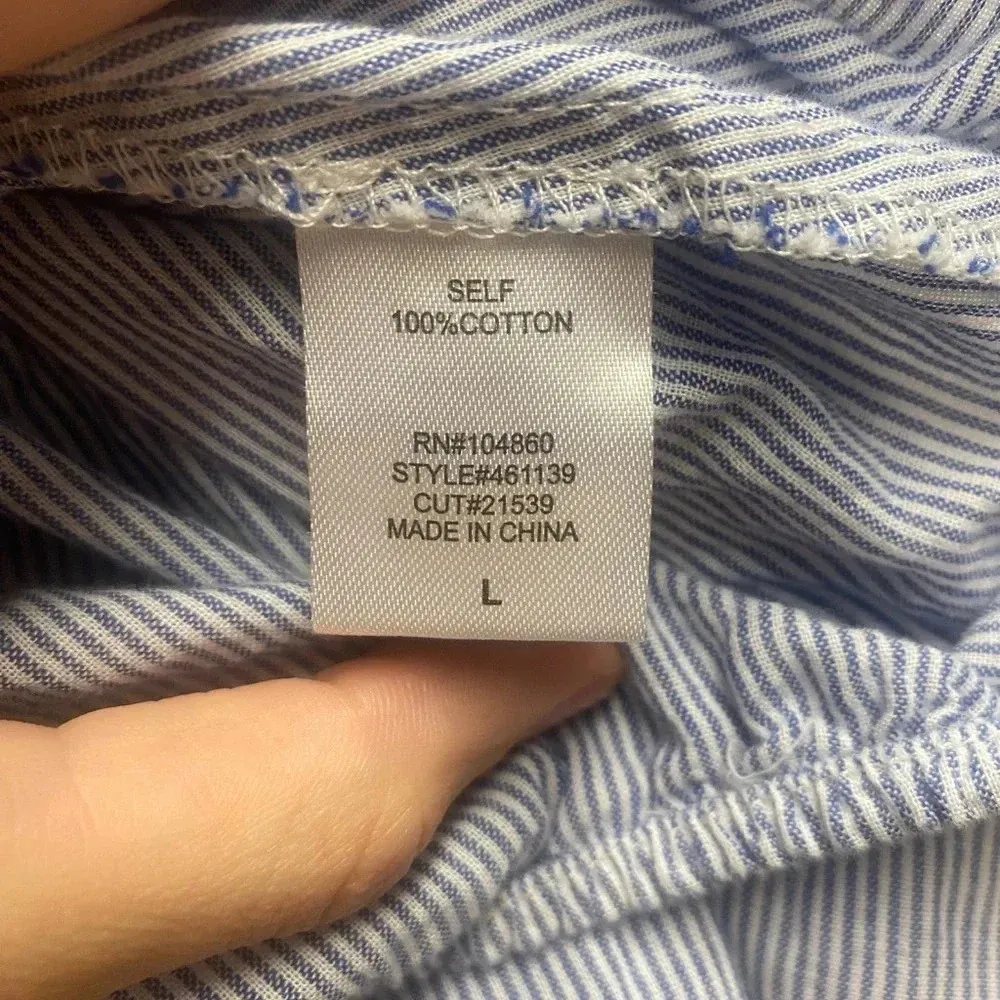 SELF
100%COTTON
RN#104860
STYLE#461139
CUT#21539
MADE IN CHINA
L